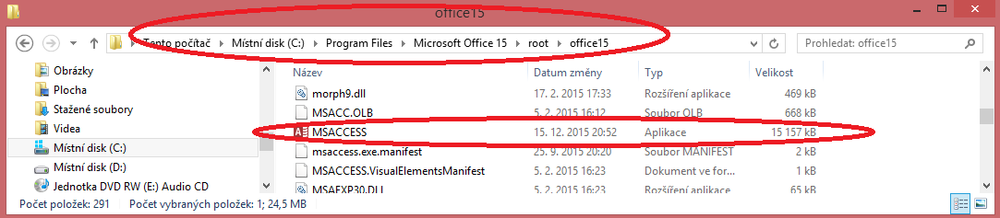 office15
Tento počítač Místní disk (C:) Program Files Microsoft Office 15 root office15 Prohledat: office15
Obrázky
Plocha
Stažené soubory
Videa
Místní disk (C:)
Místní disk (D:)
Jednotka DVD RW (E:) Audio CD
Název Datum změny Typ Velikost
morph9.dll 17. 2. 2015 17:33 Rozšíření aplikace 469 kB
MSACC.OLB 5. 2. 2015 16:12 Soubor OLB 668 kB
MSACCESS 15. 12. 2015 20:52 Aplikace 15 157 kB
msaccess.exe.manifest 25. 9. 2015 20:20 Soubor MANIFEST 2 kB
MSACCESS.VisualElementsManifest 5. 2. 2015 16:23 Dokument ve for... 1 kB
MSAEXP30.DLL 5. 2. 2015 16:23 Rozšíření aplikace 65 kB
Počet položek: 291 Počet vybraných položek: 1; 24,5 MB